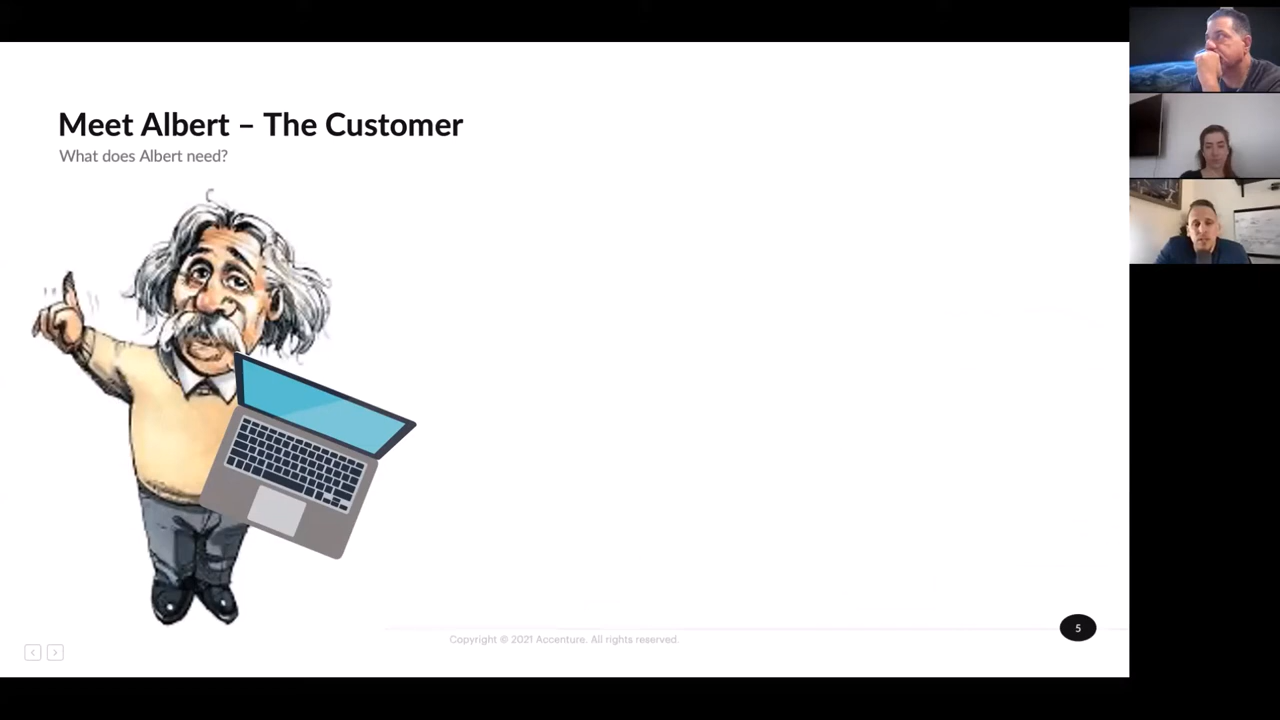 Meet Albert – The Customer
What does Albert need?
Copyright © 2021 Accenture. All rights reserved.
5